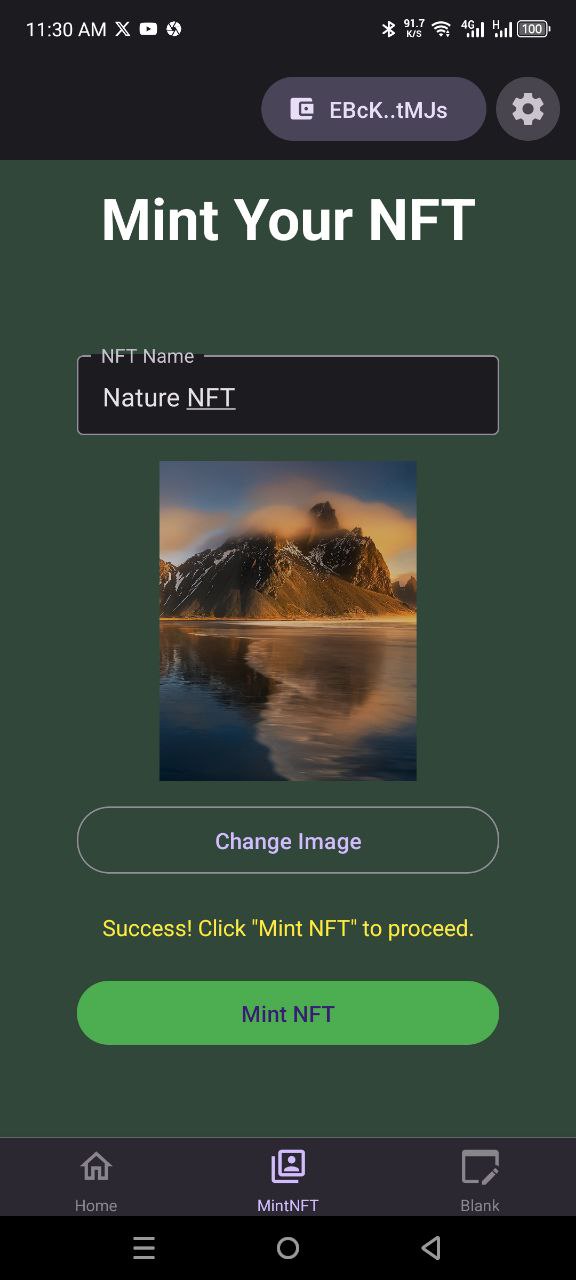 11:30 AM
91.7
K/S
4G
H
100
EBcK..tMJs
Mint Your NFT
NFT Name
Nature NFT
Change Image
Success! Click "Mint NFT" to proceed.
Mint NFT
Home
MintNFT
Blank